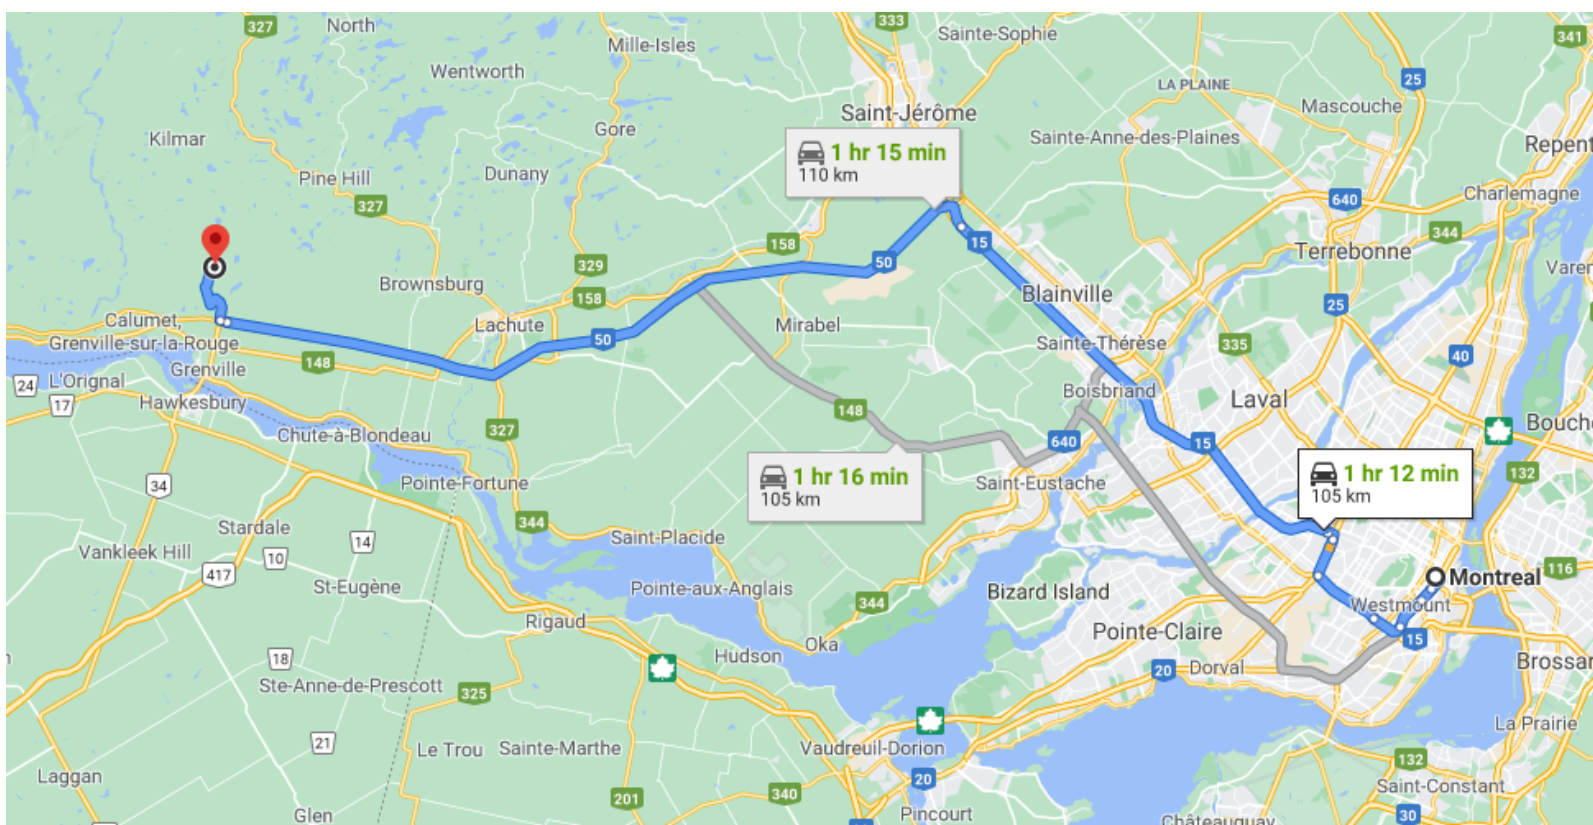 327
North
333
Sainte-Sophie
341
Mille-Isles
Wentworth
25
LA PLAINE
Mascouche
Saint-Jérôme
Kilmar
Gore
Sainte-Anne-des-Plaines
Repent
1 hr 15 min
110 km
Pine Hill
Dunany
327
640
Charlemagne
158
15
344
Terrebonne
50
329
Varen
Brownsburg
158
Blainville
25
Calumet,
Grenville-sur-la-Rouge
Lachute
Mirabel
50
Sainte-Thérèse
335
40
148
Grenville
24
L'Orignal
17
Hawkesbury
Boisbriand
Laval
148
Bouche
327
Chute-à-Blondeau
640
15
132
1 hr 16 min
105 km
1 hr 12 min
105 km
34
Pointe-Fortune
Saint-Eustache
344
Stardale
14
Saint-Placide
Vankleek Hill
10
417
St-Eugène
Pointe-aux-Anglais
344
Bizard Island
Montreal
116
Westmount
Rigaud
Oka
Pointe-Claire
15
Hudson
18
20
Dorval
Brossar
Ste-Anne-de-Prescott
325
21
Le Trou
Sainte-Marthe
Vaudreuil-Dorion
La Prairie
Laggan
20
132
Saint-Constant
201
340
Glen
Pincourt
30
Châteauguay